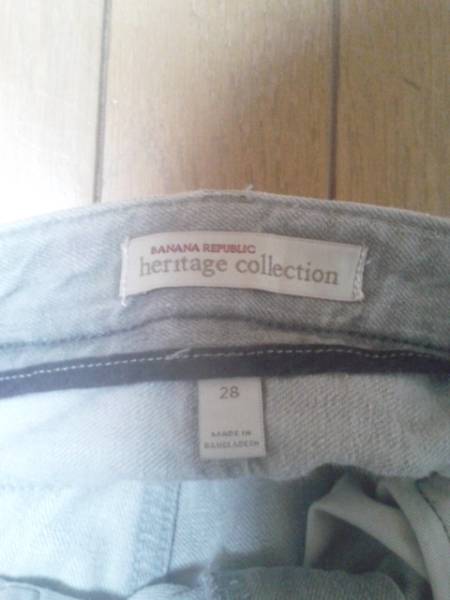 BANANA REPUBLIC
heritage collection
28
MADE IN
BANGLADESH